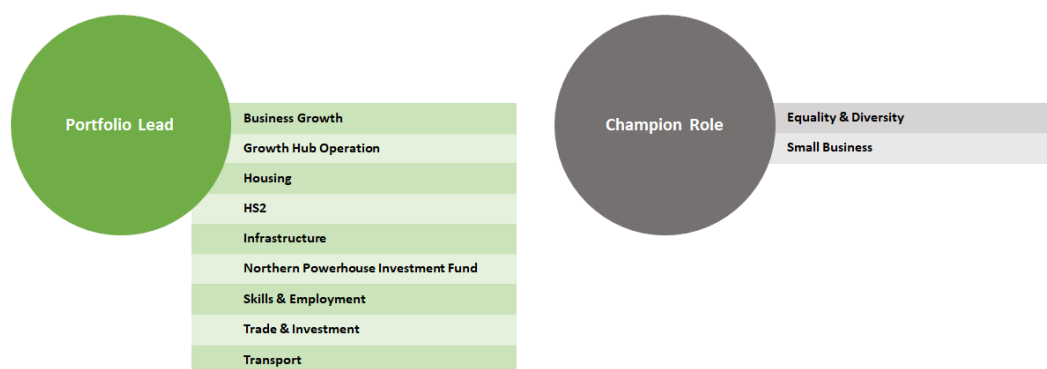 Portfolio Lead
Business Growth
Growth Hub Operation
Housing
HS2
Infrastructure
Northern Powerhouse Investment Fund
Skills & Employment
Trade & Investment
Transport
Champion Role
Equality & Diversity
Small Business